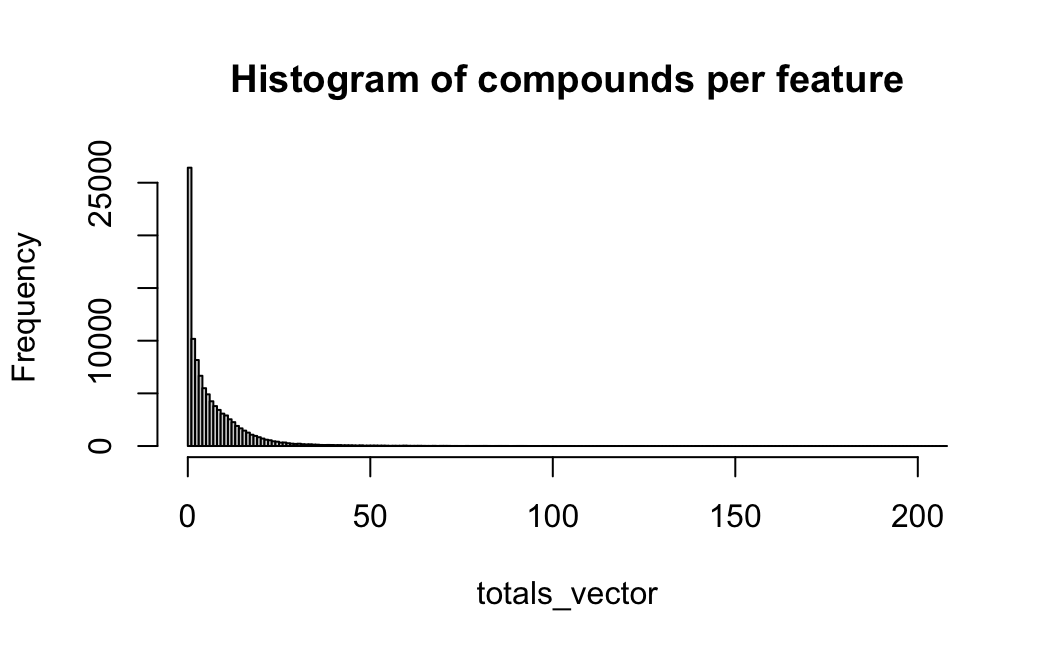 Histogram of compounds per feature
Frequency
25000
10000
0
0 50 100 150 200
totals_vector